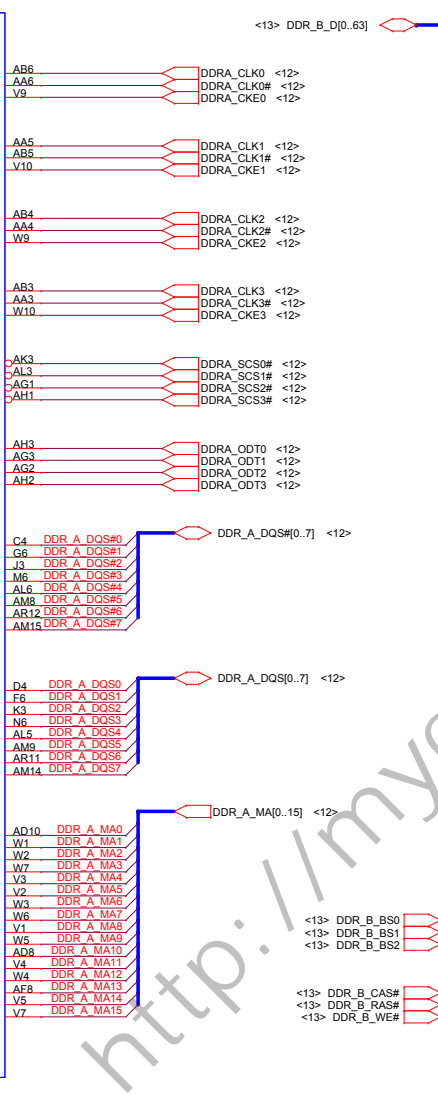 <13> DDR_B_D[0..63]
AB6 DDRA_CLK0 <12>
AA6 DDRA_CLK0# <12>
V9 DDRA_CKE0 <12>
AA5 DDRA_CLK1 <12>
AB5 DDRA_CLK1# <12>
V10 DDRA_CKE1 <12>
AB4 DDRA_CLK2 <12>
AA4 DDRA_CLK2# <12>
W9 DDRA_CKE2 <12>
AB3 DDRA_CLK3 <12>
AA3 DDRA_CLK3# <12>
W10 DDRA_CKE3 <12>
AK3 DDRA_SCS0# <12>
AL3 DDRA_SCS1# <12>
AG1 DDRA_SCS2# <12>
AH1 DDRA_SCS3# <12>
AH3 DDRA_ODT0 <12>
AG3 DDRA_ODT1 <12>
AG2 DDRA_ODT2 <12>
AH2 DDRA_ODT3 <12>
DDR_A_DQS#[0..7] <12>
C4 DDR_A_DQS#0
G6 DDR_A_DQS#1
J3 DDR_A_DQS#2
M6 DDR_A_DQS#3
AL6 DDR_A_DQS#4
AM8 DDR_A_DQS#5
AR12 DDR_A_DQS#6
AM15 DDR_A_DQS#7
DDR_A_DQS[0..7] <12>
D4 DDR_A_DQS0
F6 DDR_A_DQS1
K3 DDR_A_DQS2
N6 DDR_A_DQS3
AL5 DDR_A_DQS4
AM9 DDR_A_DQS5
AR11 DDR_A_DQS6
AM14 DDR_A_DQS7
DDR_A_MA[0..15] <12>
AD10 DDR_A_MA0
W1 DDR_A_MA1
W2 DDR_A_MA2
W7 DDR_A_MA3
V3 DDR_A_MA4
V2 DDR_A_MA5
W3 DDR_A_MA6
W6 DDR_A_MA7
V1 DDR_A_MA8
W5 DDR_A_MA9
AD8 DDR_A_MA10
V4 DDR_A_MA11
W4 DDR_A_MA12
AF8 DDR_A_MA13
V5 DDR_A_MA14
V7 DDR_A_MA15
<13> DDR_B_BS0
<13> DDR_B_BS1
<13> DDR_B_BS2
<13> DDR_B_CAS#
<13> DDR_B_RAS#
<13> DDR_B_WE#
http://my